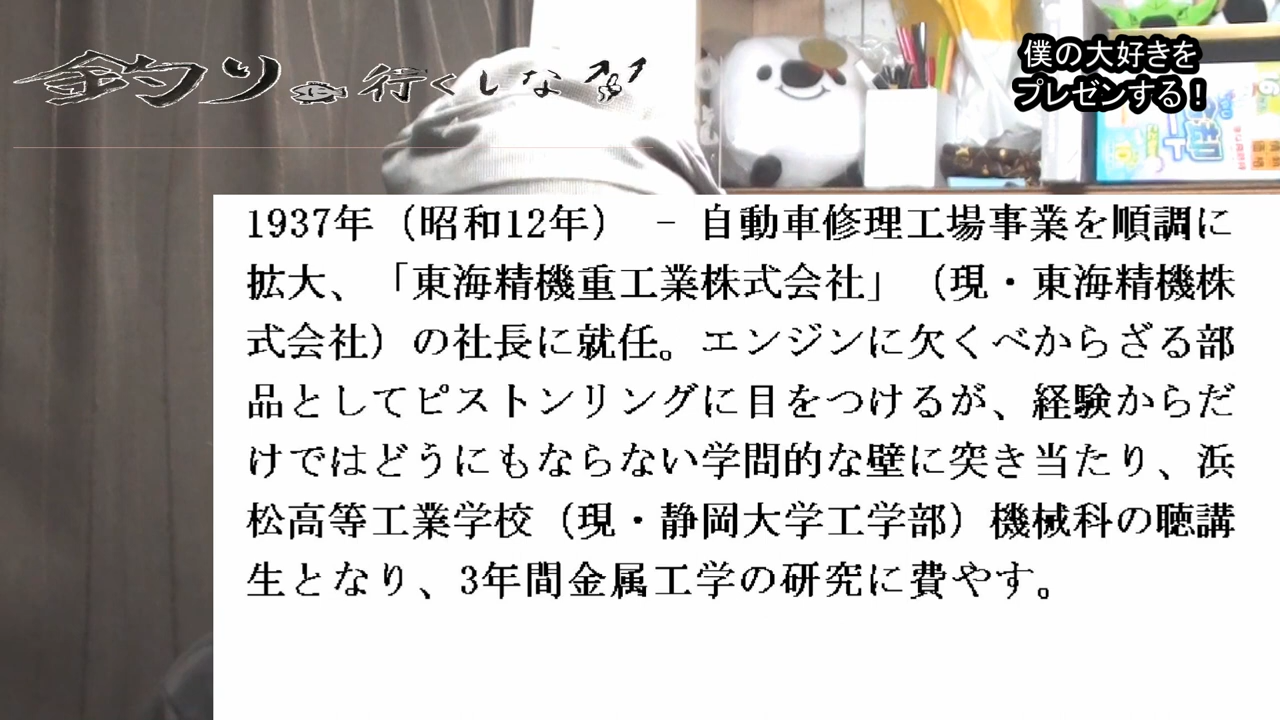 釣り行くしな
僕の大好きを
プレゼンする！
1937年（昭和12年） － 自動車修理工場事業を順調に
拡大、「東海精機重工業株式会社」（現・東海精機株
式会社）の社長に就任。エンジンに欠くべからざる部
品としてピストンリングに目をつけるが、経験からだ
けではどうにもならない学問的な壁に突き当たり、浜
松高等工業学校（現・静岡大学工学部）機械科の聴講
生となり、3年間金属工学の研究に費やす。